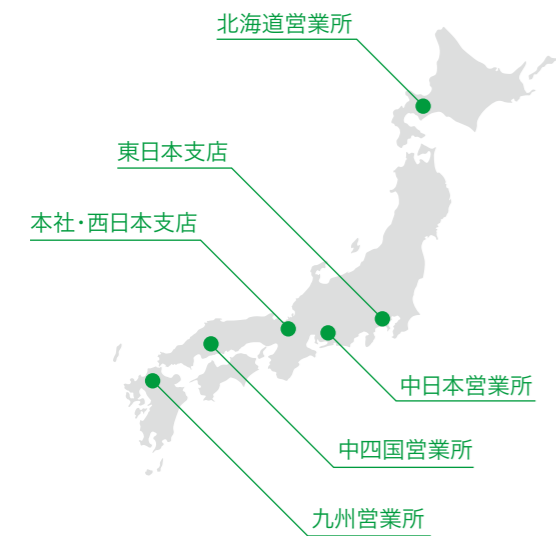 北海道営業所
東日本支店
本社・西日本支店
中日本営業所
中四国営業所
九州営業所